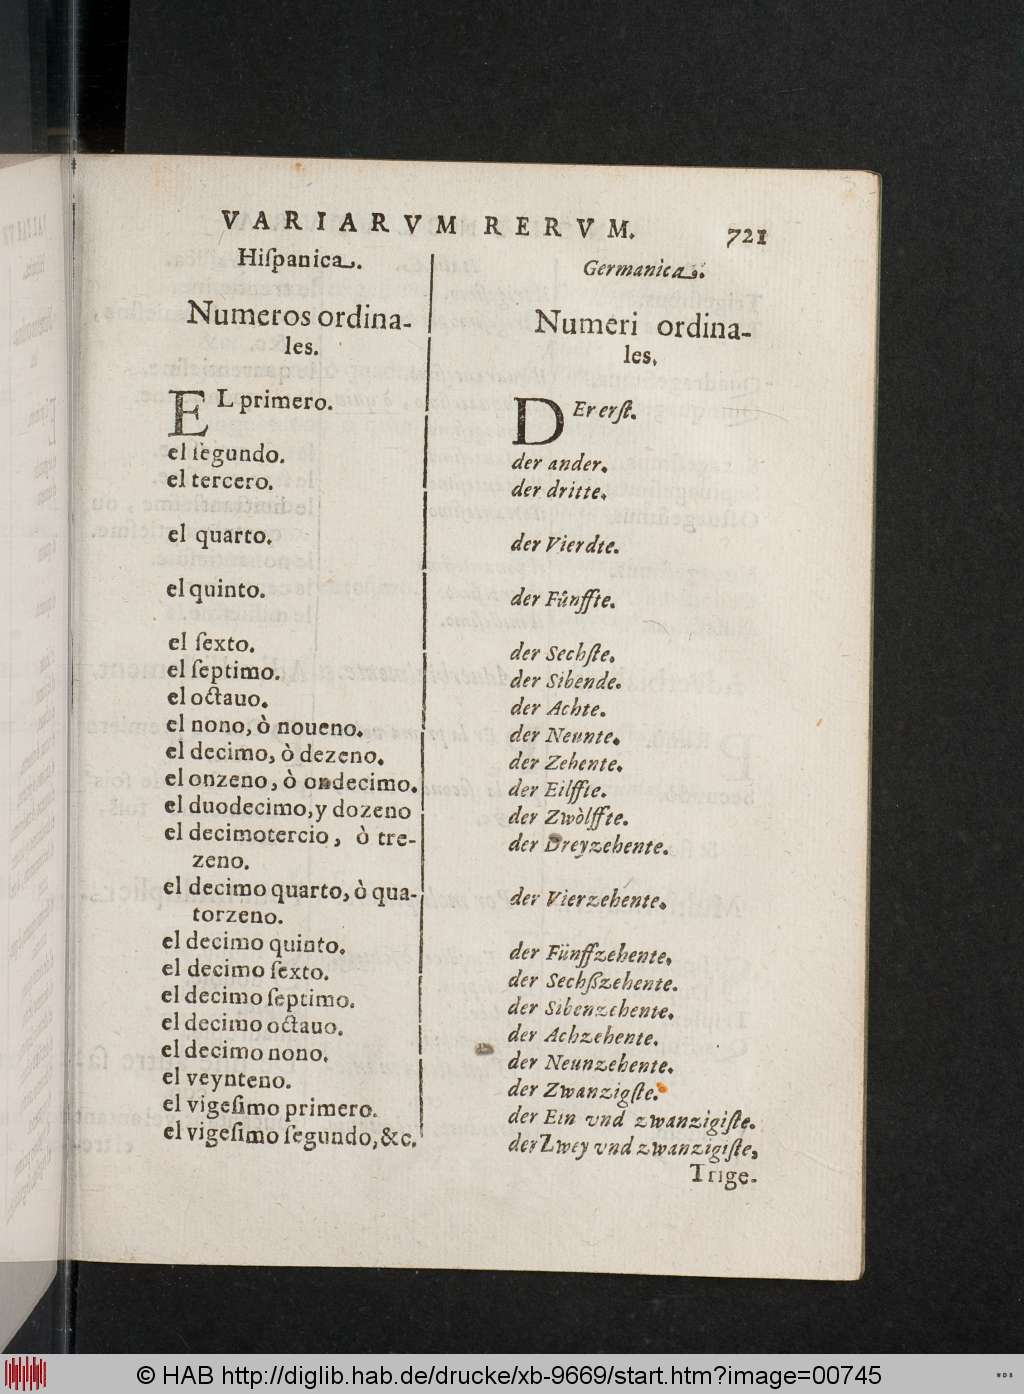 VARIARVM RERVM.
721
Hiſpanica.
Numeros ordina-
les.
EL primero.
el ſegundo.
el tercero.
el quarto.
el quinto.
el ſexto.
el ſeptimo.
el octauo.
el nono, ò noueno.
el decimo, ò dezeno.
el onzeno, ò ondecimo.
el duodecimo, y dozeno
el decimotercio, ò tre-
zeno.
el decimo quarto, ò qua-
torzeno.
el decimo quinto.
el decimo ſexto.
el decimo ſeptimo.
el decimo octauo.
el decimo nono.
el veynteno.
el vigeſimo primero.
el vigeſimo ſegundo, &c.
Germanica.
Numeri ordina-
les.
DEr erſt.
der ander.
der dritte.
der Vierdte.
der Fûnffte.
der Sechſte.
der Sibende.
der Achte.
der Neunte.
der Zehente.
der Eilffte.
der Zwòlffte.
der Dreyzehente.
der Vierzehente.
der Fünffzehente.
der Sechßzehente.
der Sibenzehente.
der Achzehente.
der Neunzehente.
der Zwanzigſte.
der Ein vnd zwanzigiſte.
der Zwey vnd zwanzigiſte,
Trige-
© HAB http://diglib.hab.de/drucke/xb-9669/start.htm?image=00745